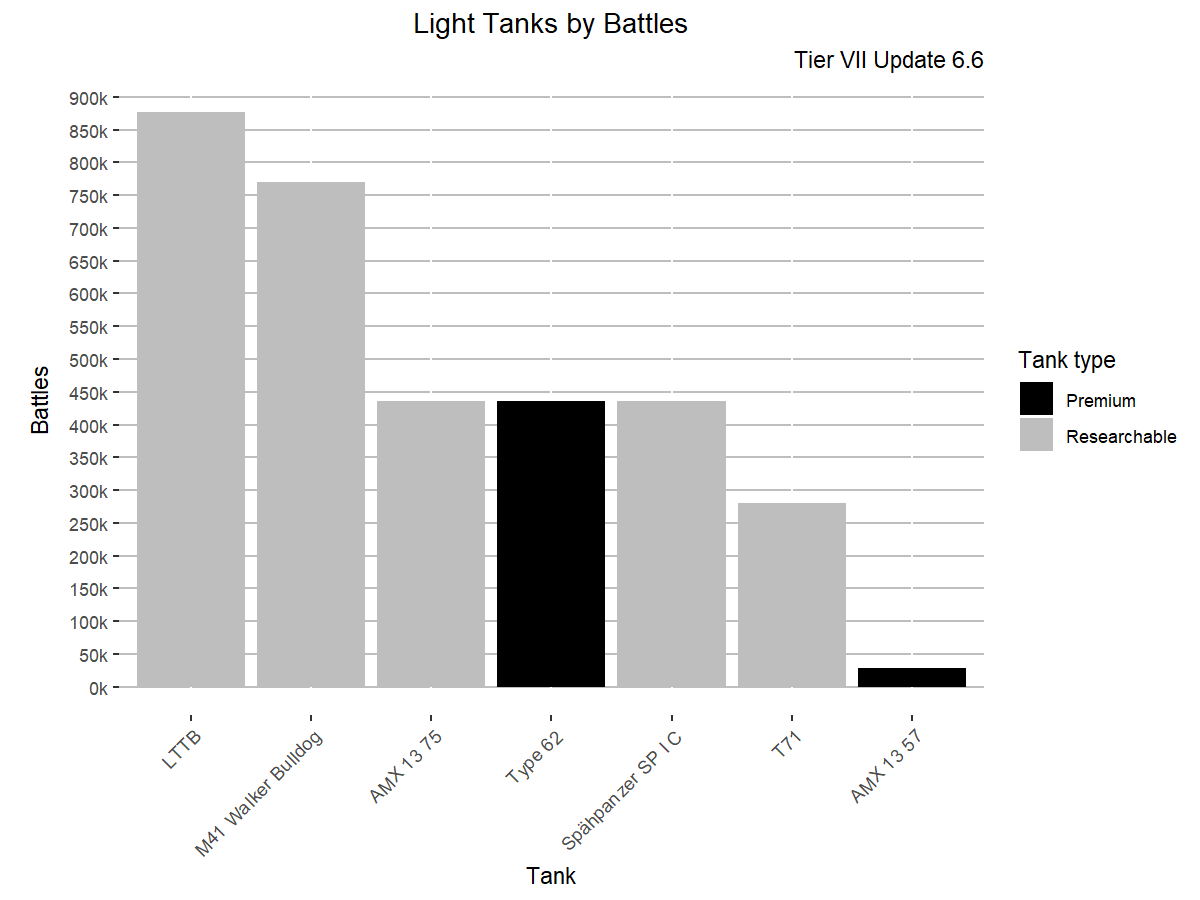 Light Tanks by Battles
Tier VII Update 6.6
900k
850k
800k
750k
700k
650k
600k
550k
500k
450k
400k
350k
300k
250k
200k
150k
100k
50k
0k
Battles
LTTB
M41 Walker Bulldog
AMX 13 75
Type 62
Spähpanzer SP I C
T71
AMX 13 57
Tank
Tank type
Premium
Researchable